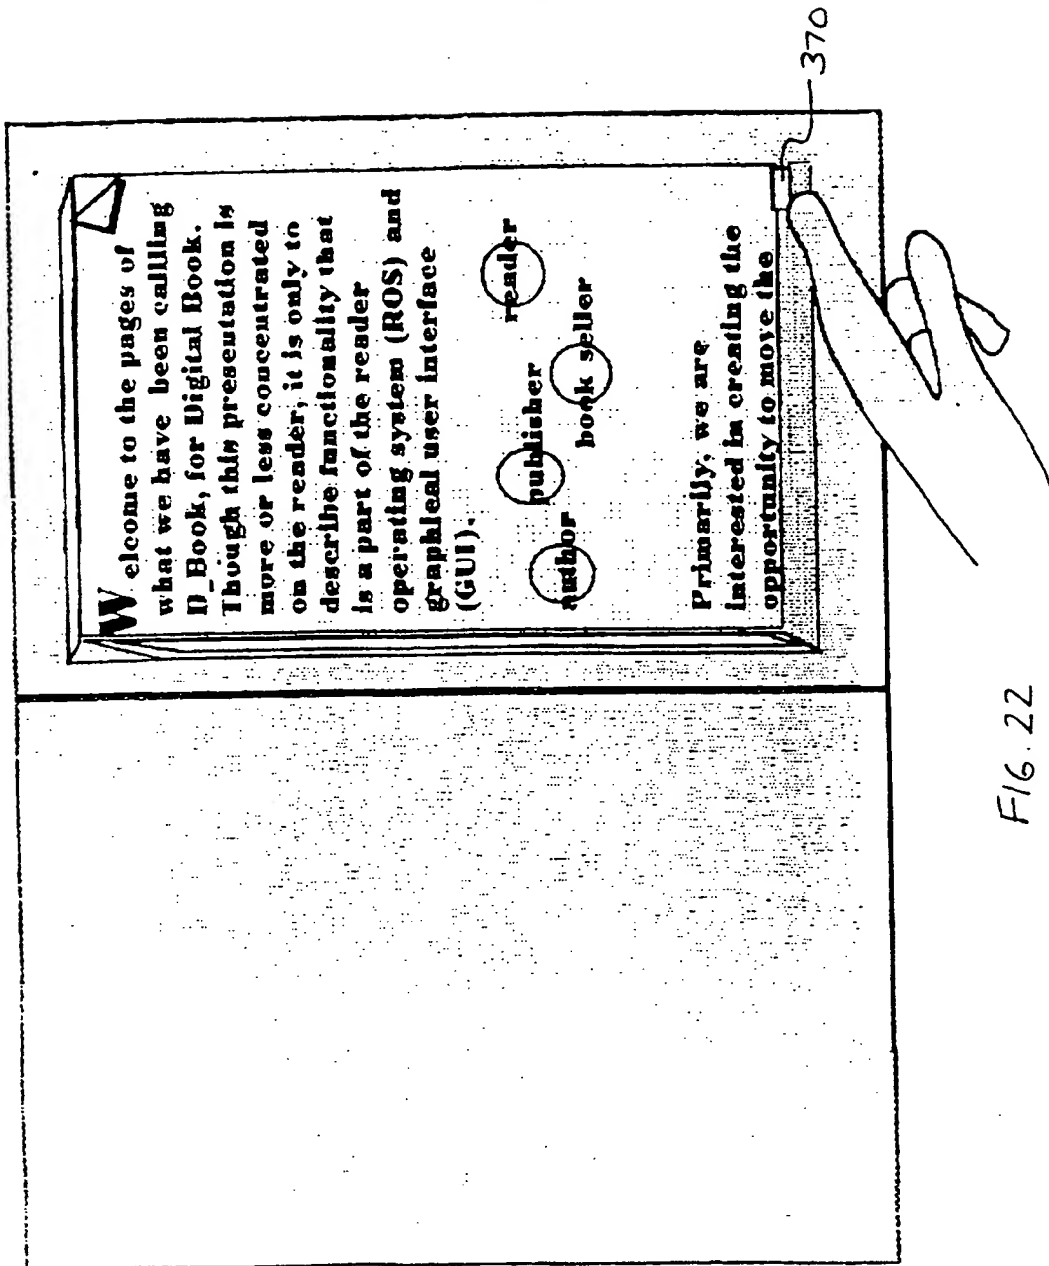 Welcome to the pages of
what we have been callling
D_Book, for Digital Book.
Though this presentation is
more or less concentrated
on the reader, it is only to
describe functionality that
is a part of the reader
operating system (ROS) and
graphical user interface
(GUI).
reader
publisher
author
book seller
Primarily, we are
interested in creating the
opportunity to move the
370
FIG. 22